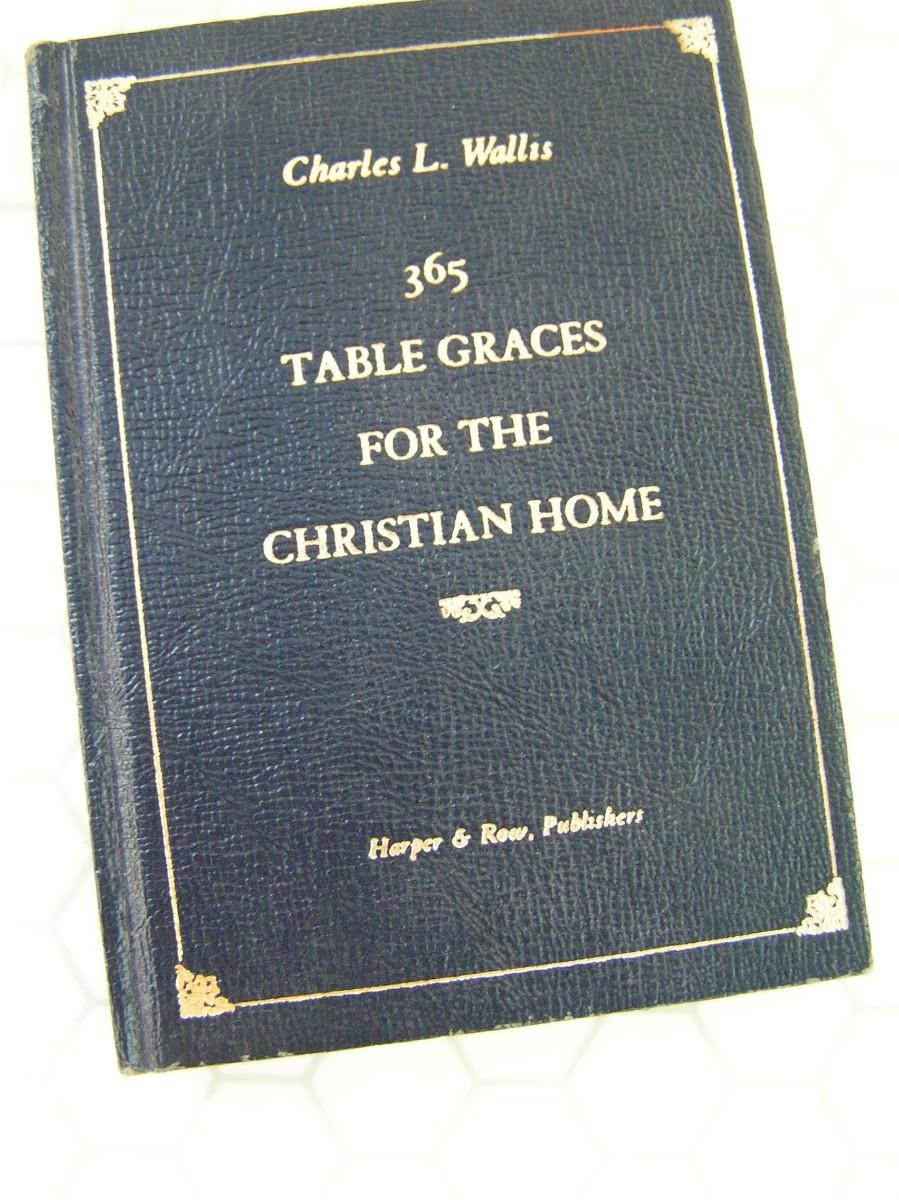 Charles L. Wallis
365
TABLE GRACES
FOR THE
CHRISTIAN HOME
Harper & Row, Publishers